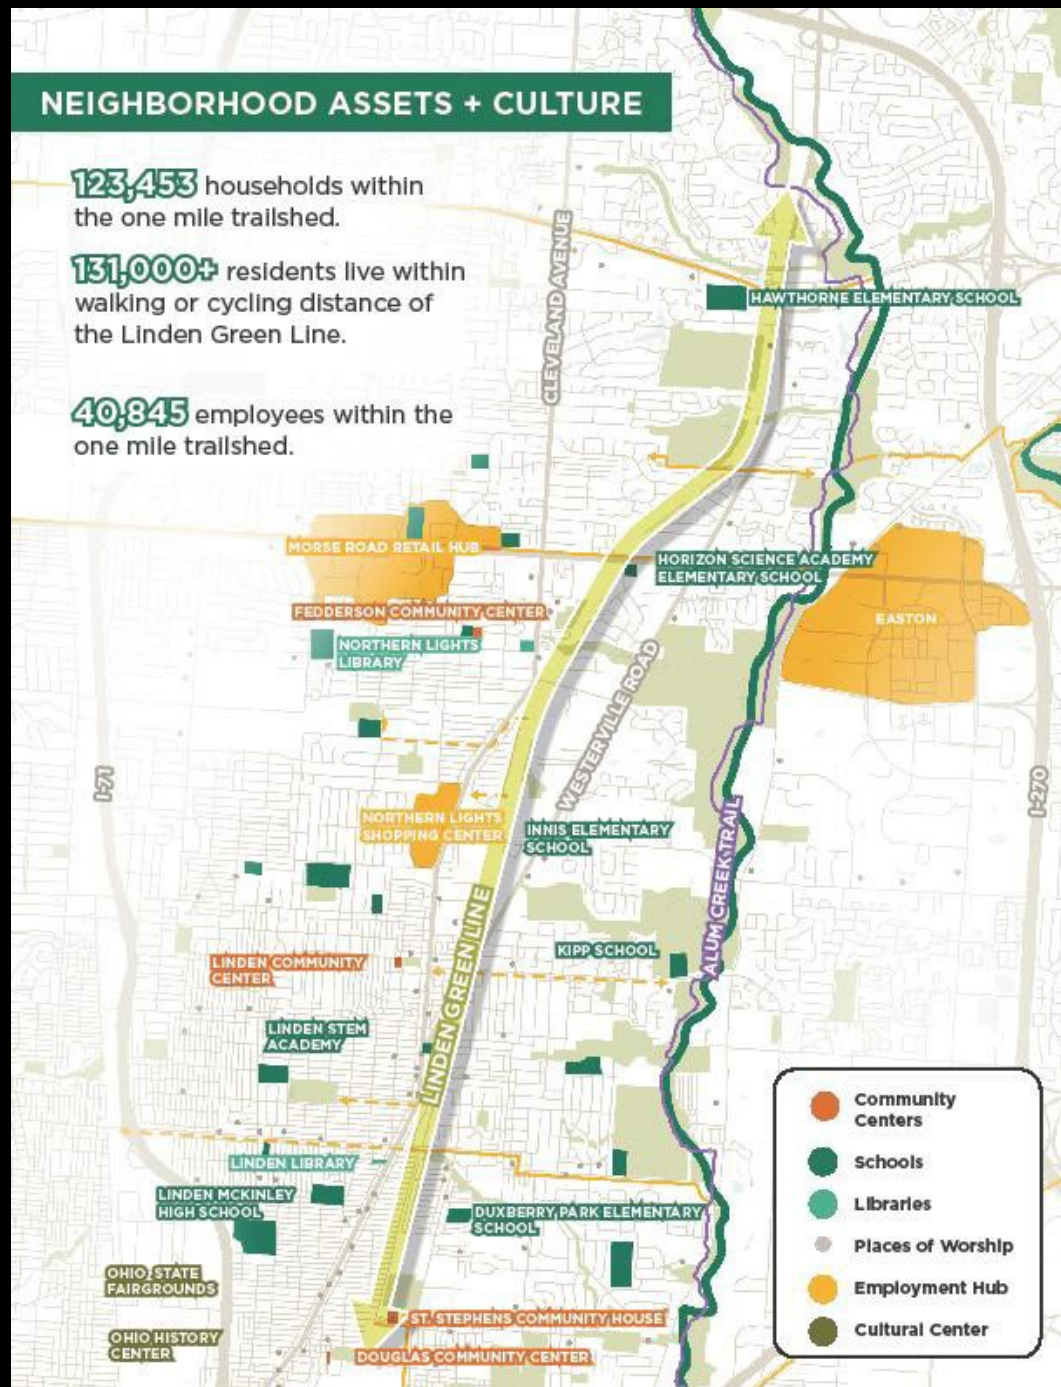 NEIGHBORHOOD ASSETS + CULTURE
123,453 households within
the one mile trailshed.
131,000+ residents live within
walking or cycling distance of
the Linden Green Line.
40,845 employees within the
one mile trailshed.
CLEVELAND AVENUE
HAWTHORNE ELEMENTARY SCHOOL
MORSE ROAD RETAIL HUB
HORIZON SCIENCE ACADEMY
ELEMENTARY SCHOOL
FEDDERSON COMMUNITY CENTER
EASTON
NORTHERN LIGHTS
LIBRARY
WESTERVILLE ROAD
I-71
I-270
NORTHERN LIGHTS
SHOPPING CENTER
INNIS ELEMENTARY
SCHOOL
ALUM CREEK TRAIL
LINDEN GREEN LINE
KIPP SCHOOL
LINDEN COMMUNITY
CENTER
LINDEN STEM
ACADEMY
LINDEN LIBRARY
LINDEN MCKINLEY
HIGH SCHOOL
DUXBERRY PARK ELEMENTARY
SCHOOL
OHIO STATE
FAIRGROUNDS
ST. STEPHENS COMMUNITY HOUSE
OHIO HISTORY
CENTER
DOUGLAS COMMUNITY CENTER
Community
Centers
Schools
Libraries
Places of Worship
Employment Hub
Cultural Center